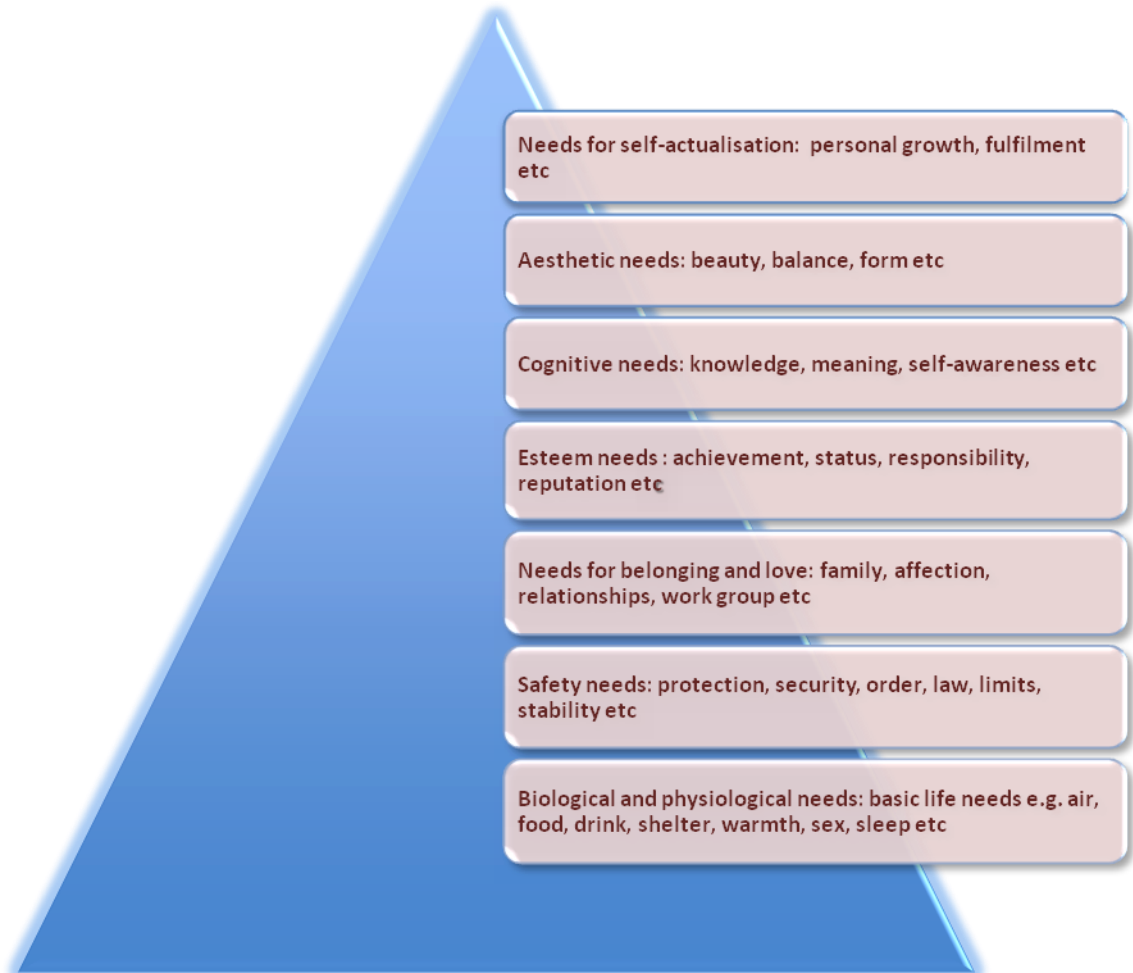 Needs for self-actualisation:  personal growth, fulfilment
etc
Aesthetic needs: beauty, balance, form etc
Cognitive needs: knowledge, meaning, self-awareness etc
Esteem needs : achievement, status, responsibility,
reputation etc
Needs for belonging and love: family, affection,
relationships, work group etc
Safety needs: protection, security, order, law, limits,
stability etc
Biological and physiological needs: basic life needs e.g. air,
food, drink, shelter, warmth, sex, sleep etc